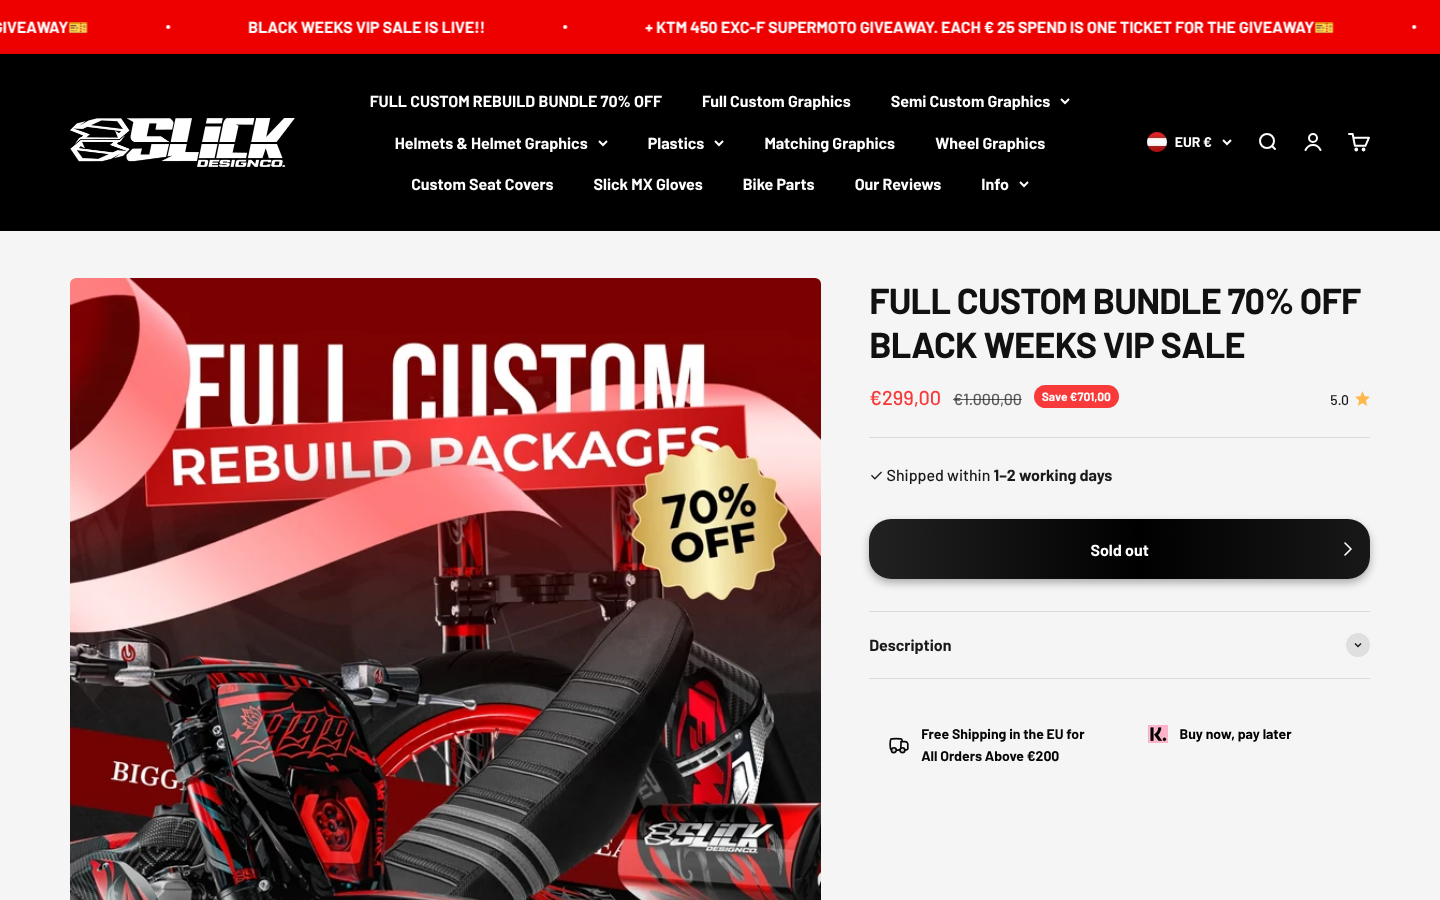 GIVEAWAY🎫 • BLACK WEEKS VIP SALE IS LIVE!! • + KTM 450 EXC-F SUPERMOTO GIVEAWAY. EACH € 25 SPEND IS ONE TICKET FOR THE GIVEAWAY🎫 •
FULL CUSTOM REBUILD BUNDLE 70% OFF Full Custom Graphics Semi Custom Graphics
SLICK
DESIGNCO.
Helmets & Helmet Graphics Plastics Matching Graphics Wheel Graphics
EUR €
Custom Seat Covers Slick MX Gloves Bike Parts Our Reviews Info
FULL CUSTOM
REBUILD PACKAGES
70%
OFF
999
SLICK
DESIGNCO.
FULL CUSTOM BUNDLE 70% OFF
BLACK WEEKS VIP SALE
€299,00 €1.000,00 Save €701,00 5.0
✓ Shipped within 1–2 working days
Sold out
Description
Free Shipping in the EU for
All Orders Above €200
K. Buy now, pay later